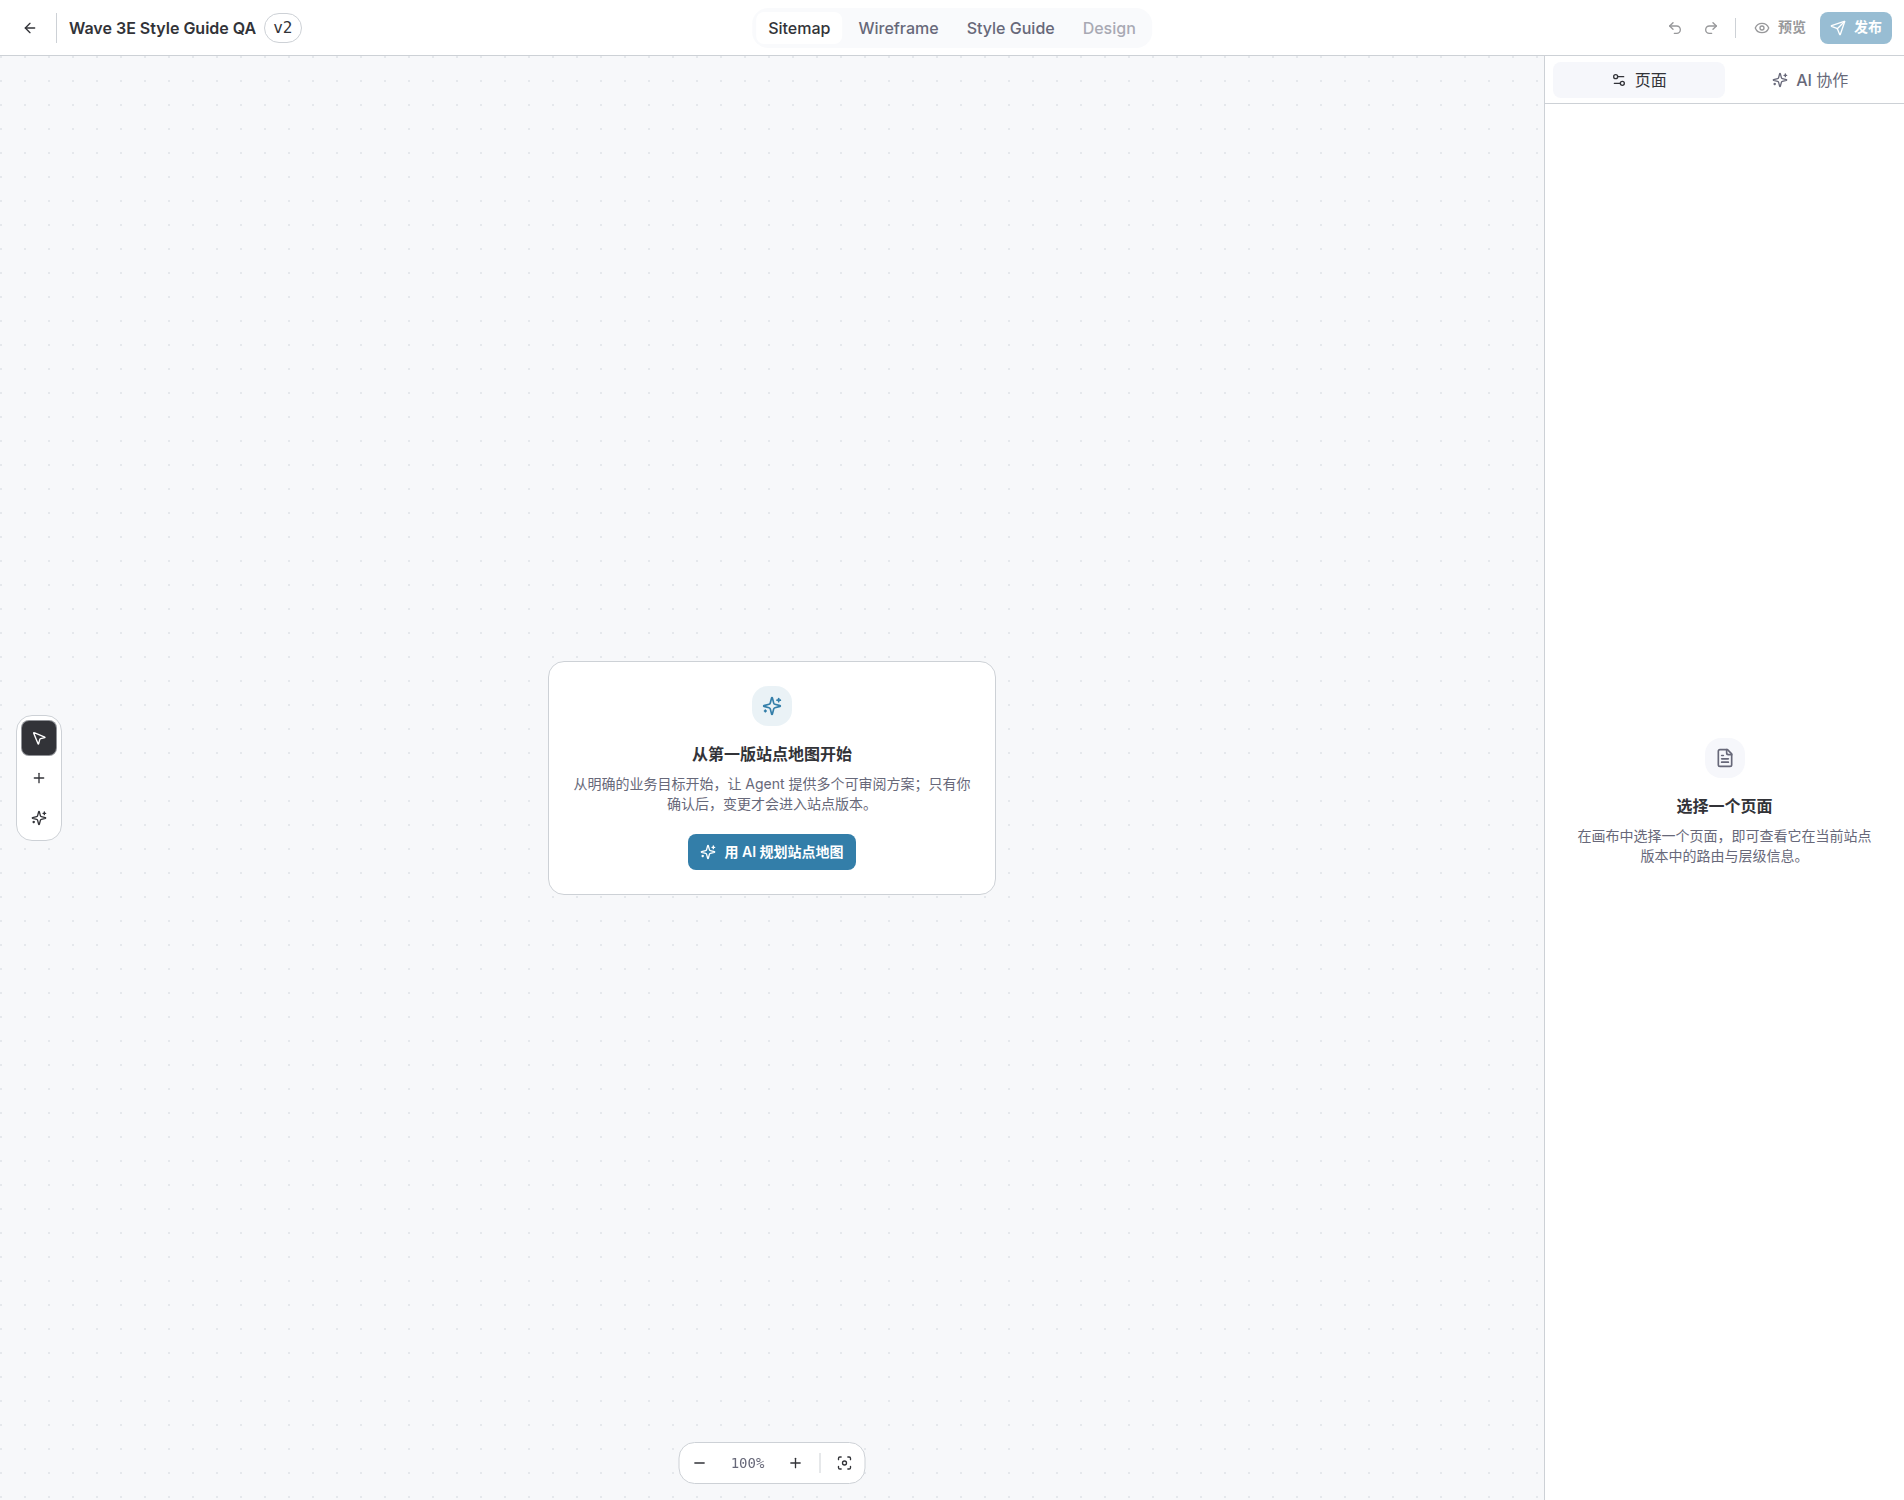 Wave 3E Style Guide QA
v2
Sitemap
Wireframe
Style Guide
Design
预览
发布
页面
AI 协作
从第一版站点地图开始
从明确的业务目标开始，让 Agent 提供多个可审阅方案；只有你
确认后，变更才会进入站点版本。
用 AI 规划站点地图
选择一个页面
在画布中选择一个页面，即可查看它在当前站点
版本中的路由与层级信息。
100%